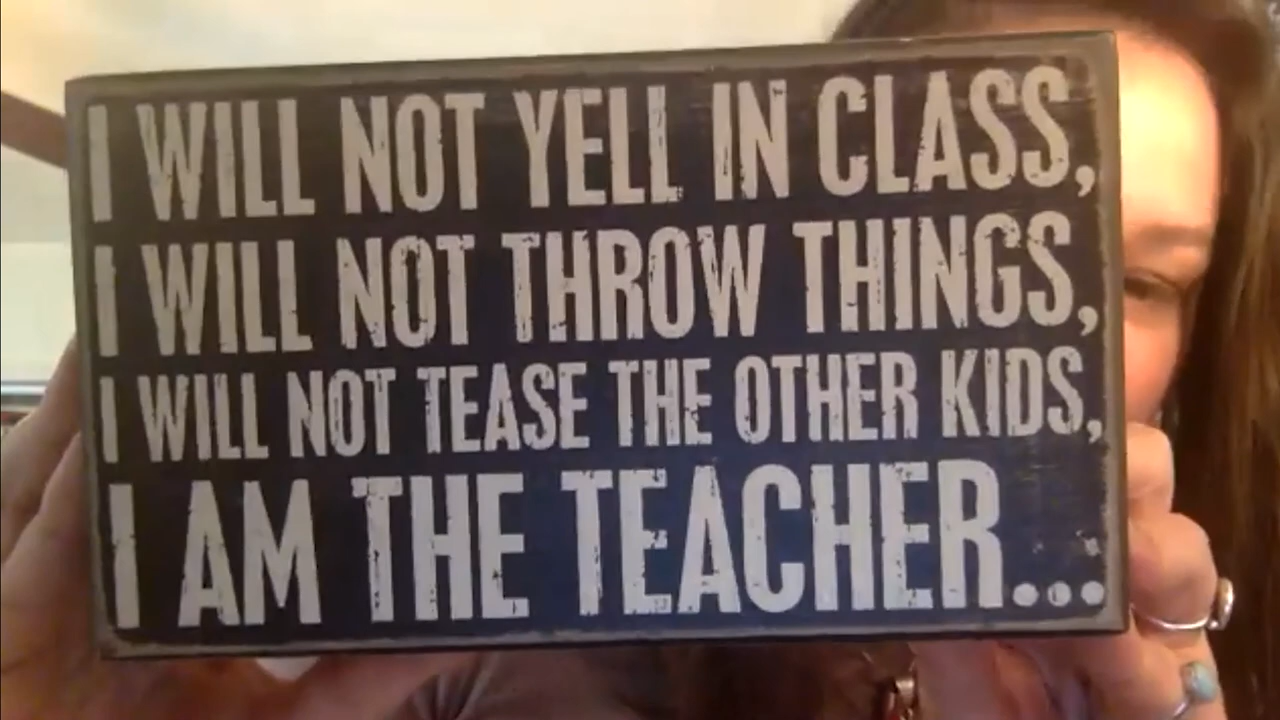 I WILL NOT YELL IN CLASS,
I WILL NOT THROW THINGS,
I WILL NOT TEASE THE OTHER KIDS,
I AM THE TEACHER...